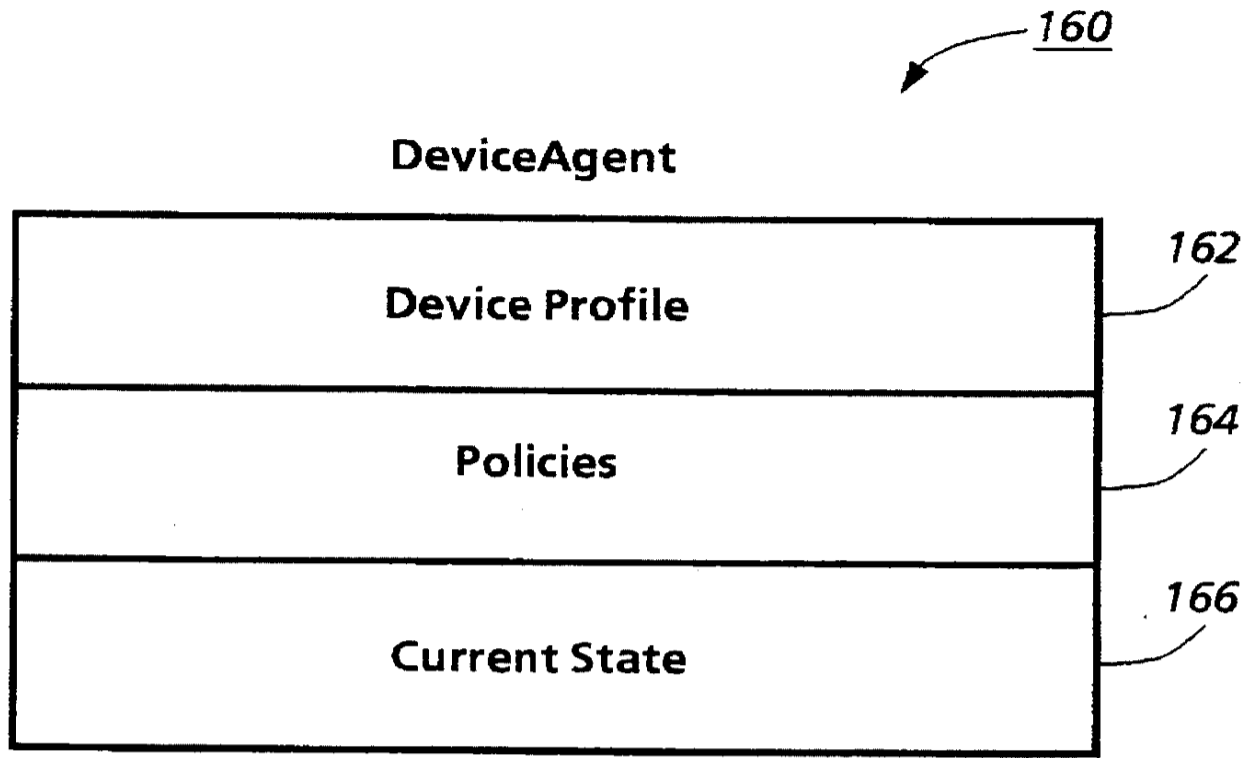 160
DeviceAgent
Device Profile
162
Policies
164
Current State
166